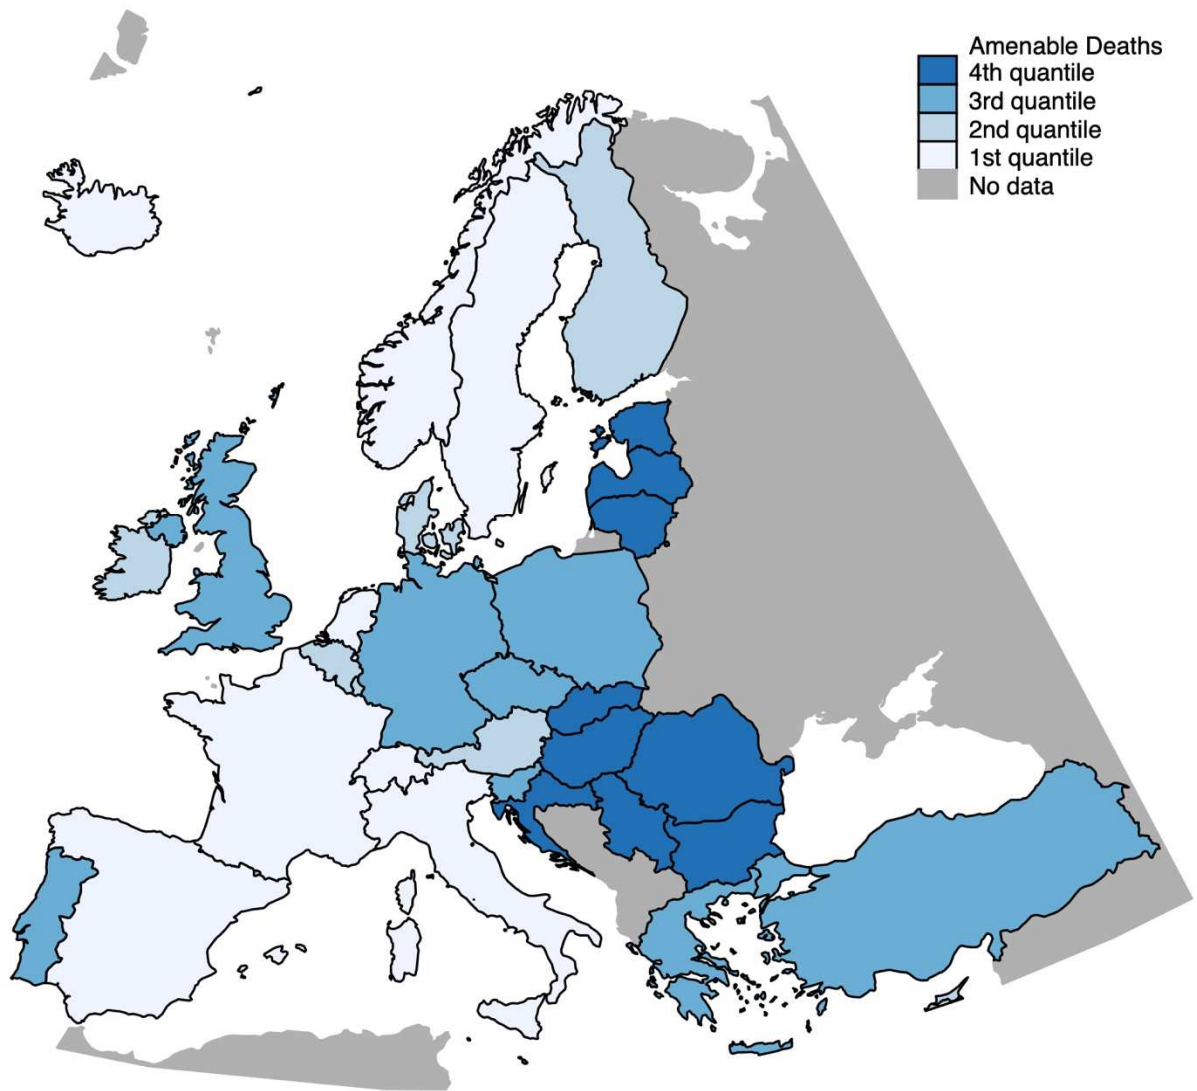 Amenable Deaths
4th quantile
3rd quantile
2nd quantile
1st quantile
No data